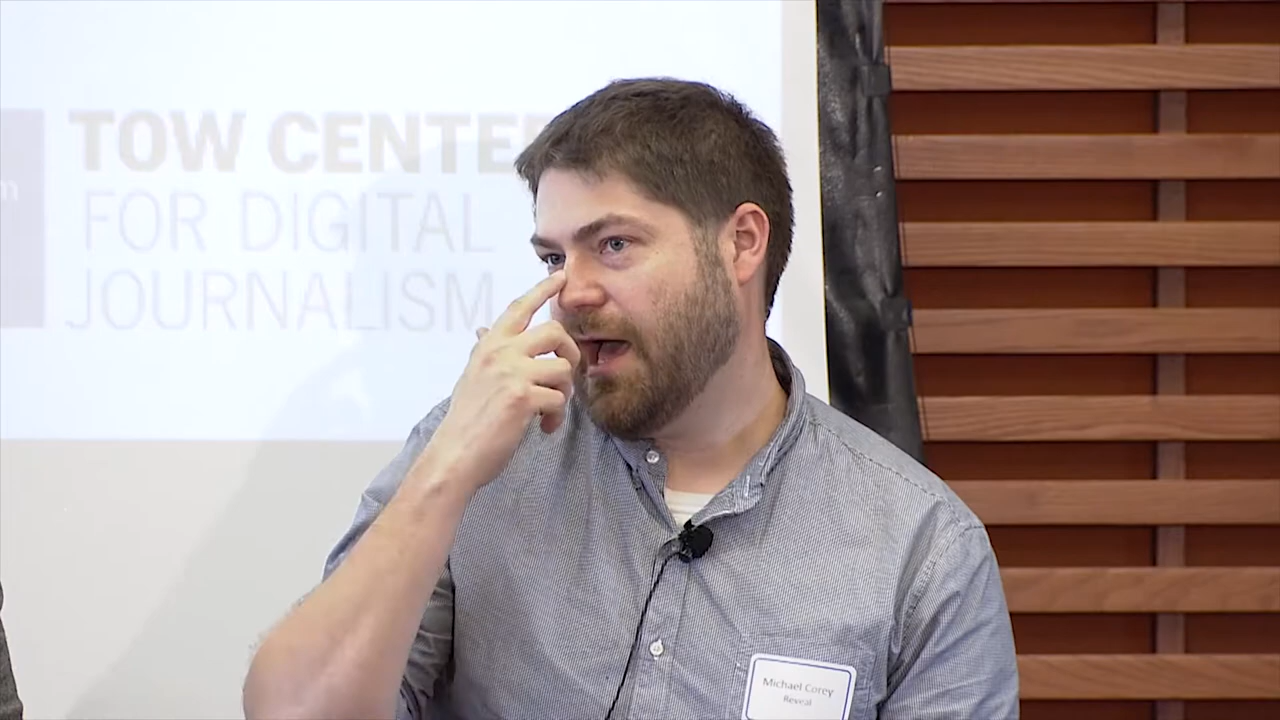 TOW CENTE
FOR DIGITAL
JOURNALISM
m
Michael Corey
Reveal